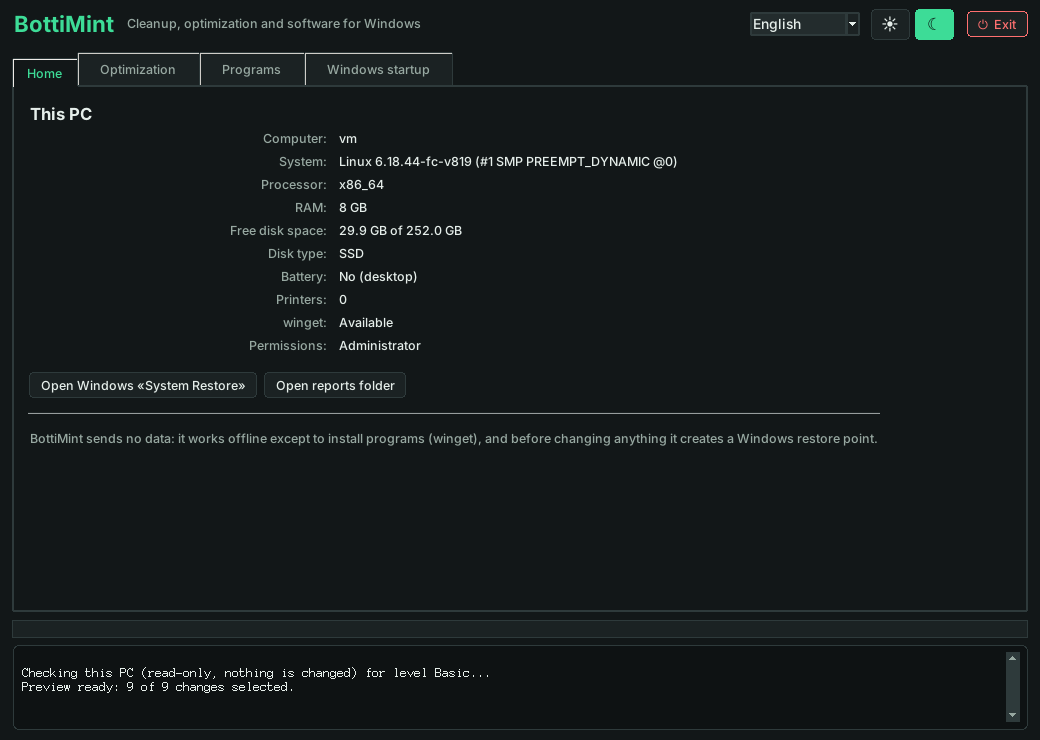 BottiMint Cleanup, optimization and software for Windows English ☀ ☾ ⏻ Exit
Home Optimization Programs Windows startup
This PC
Computer: vm
System: Linux 6.18.44-fc-v819 (#1 SMP PREEMPT_DYNAMIC @0)
Processor: x86_64
RAM: 8 GB
Free disk space: 29.9 GB of 252.0 GB
Disk type: SSD
Battery: No (desktop)
Printers: 0
winget: Available
Permissions: Administrator
Open Windows «System Restore» Open reports folder
BottiMint sends no data: it works offline except to install programs (winget), and before changing anything it creates a Windows restore point.
Checking this PC (read-only, nothing is changed) for level Basic...
Preview ready: 9 of 9 changes selected.